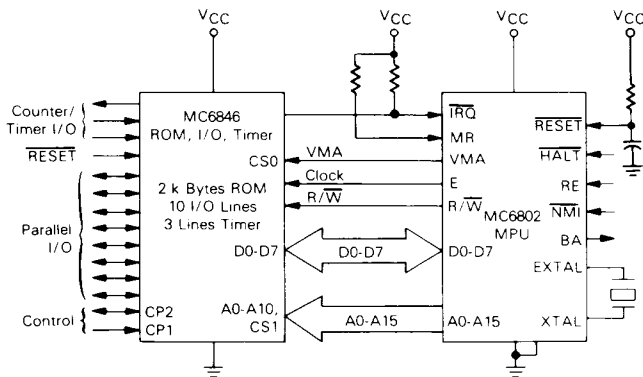 VCC
VCC
VCC
VCC
Counter/
Timer I/O
RESET
Parallel
I/O
Control
MC6846
ROM, I/O, Timer
CS0
2 k Bytes ROM
10 I/O Lines
3 Lines Timer
D0-D7
A0-A10,
CS1
CP2
CP1
VMA
Clock
R/W
D0-D7
A0-A15
IRQ
MR
VMA
E
R/W
MC6802
MPU
D0-D7
A0-A15
RESET
HALT
RE
NMI
BA
EXTAL
XTAL